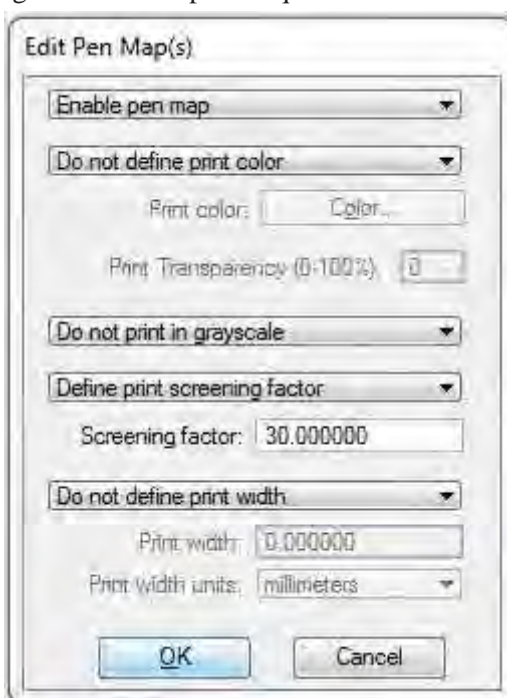 Edit Pen Map(s)
Enable pen map
Do not define print color
Print color: Color...
Print Transparency (0-100%) 0
Do not print in grayscale
Define print screening factor
Screening factor: 30.000000
Do not define print width
Print width: 0.000000
Print width units: millimeters
OK Cancel